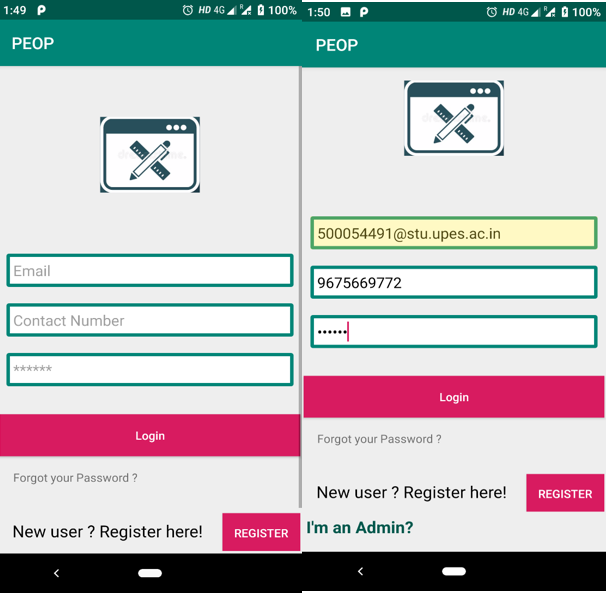 1:49 HD 4G R 100%
PEOP
Email
Contact Number
******
Login
Forgot your Password ?
New user ? Register here!
REGISTER
1:50 HD 4G R 100%
PEOP
500054491@stu.upes.ac.in
9675669772
••••••
Login
Forgot your Password ?
New user ? Register here!
REGISTER
I'm an Admin?